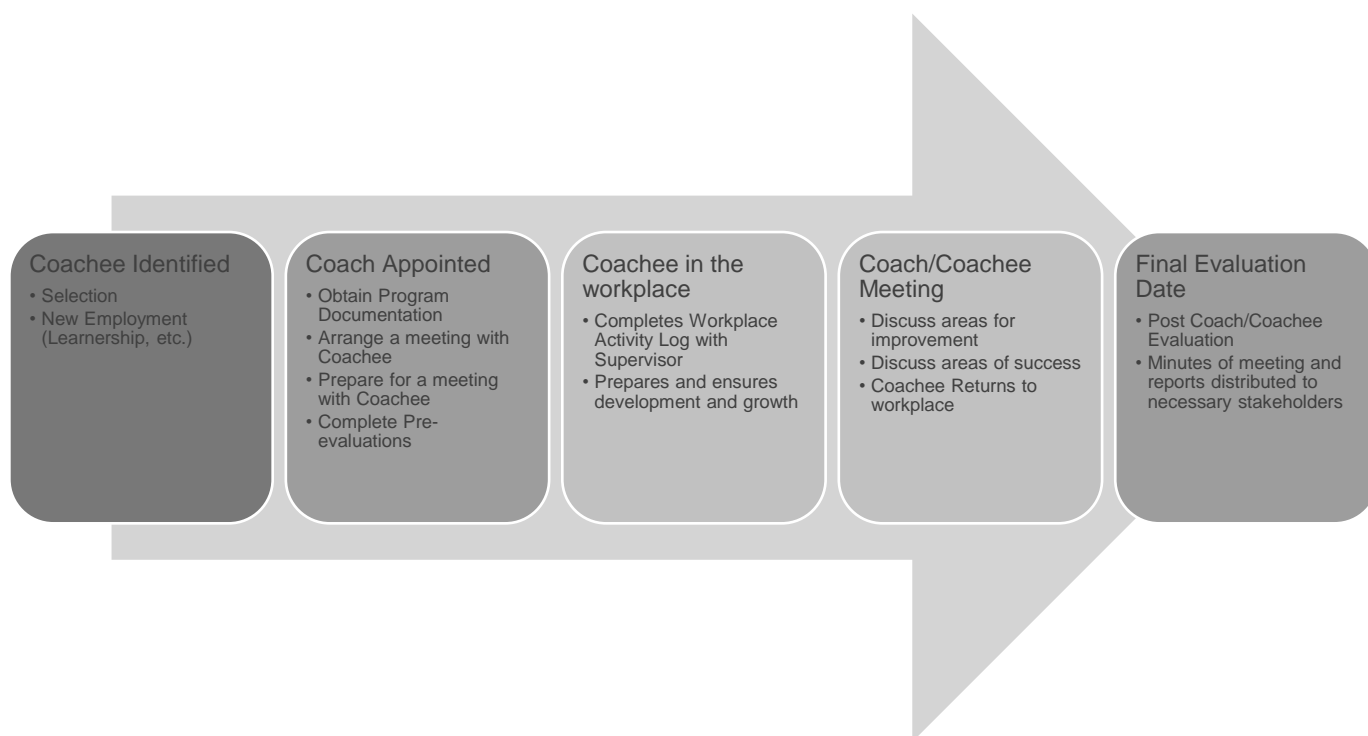 Coachee Identified
• Selection
• New Employment
(Learnership, etc.)
Coach Appointed
• Obtain Program
Documentation
• Arrange a meeting with
Coachee
• Prepare for a meeting
with Coachee
• Complete Pre-
evaluations
Coachee in the
workplace
• Completes Workplace
Activity Log with
Supervisor
• Prepares and ensures
development and growth
Coach/Coachee
Meeting
• Discuss areas for
improvement
• Discuss areas of success
• Coachee Returns to
workplace
Final Evaluation
Date
• Post Coach/Coachee
Evaluation
• Minutes of meeting and
reports distributed to
necessary stakeholders